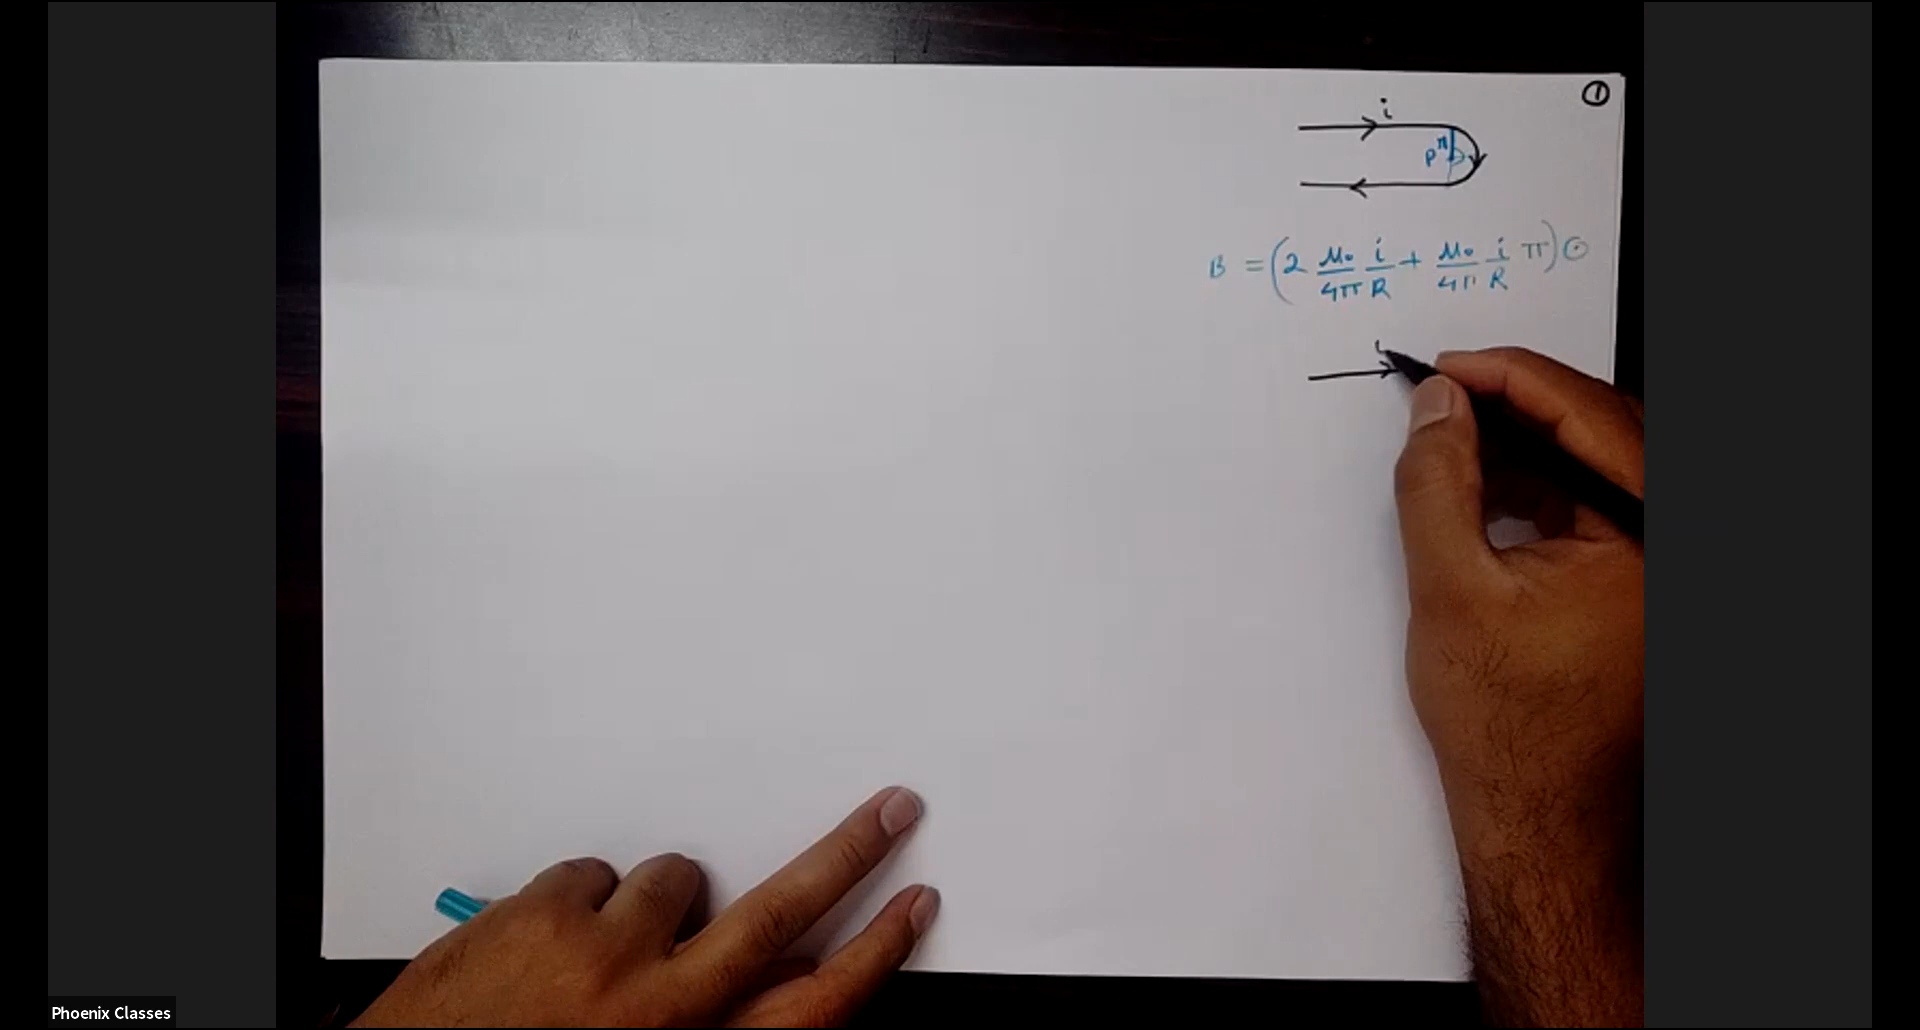 ①
i
P π
B = (2 μ₀/4π i/R + μ₀/4π i/R π) ⊙
Phoenix Classes